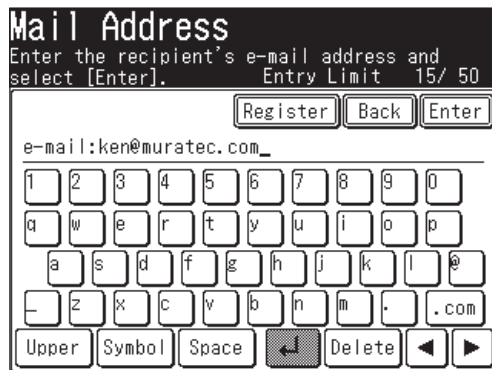 Mail Address
Enter the recipient's e-mail address and
select [Enter]. Entry Limit 15/ 50
Register Back Enter
e-mail:ken@muratec.com_
1 2 3 4 5 6 7 8 9 0
q w e r t y u i o p
a s d f g h j k l @
_ z x c v b n m . .com
Upper Symbol Space ↵ Delete ◀ ▶